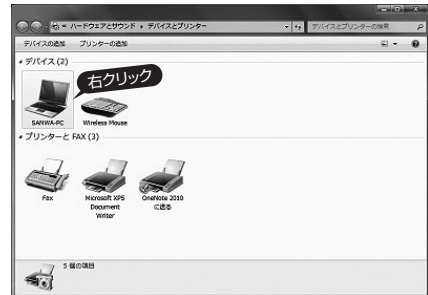 « ハードウェアとサウンド ▸ デバイスとプリンター
デバイスとプリンターの検索
デバイスの追加 プリンターの追加
デバイス (2)
右クリック
SANWA-PC
Wireless Mouse
プリンターと FAX (3)
Fax
Microsoft XPS
Document
Writer
OneNote 2010
に送る
5 個の項目